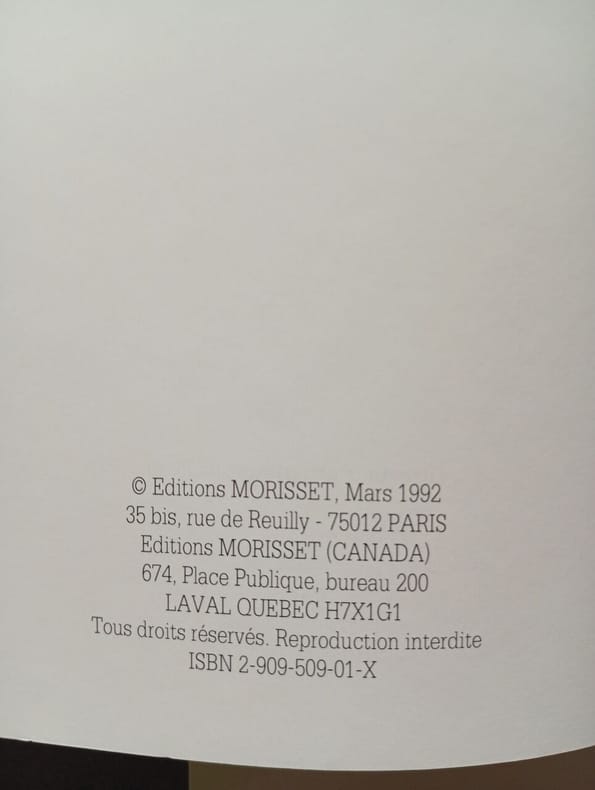 © Editions MORISSET, Mars 1992
35 bis, rue de Reuilly - 75012 PARIS
Editions MORISSET (CANADA)
674, Place Publique, bureau 200
LAVAL QUEBEC H7X1G1
Tous droits réservés. Reproduction interdite
ISBN 2-909-509-01-X